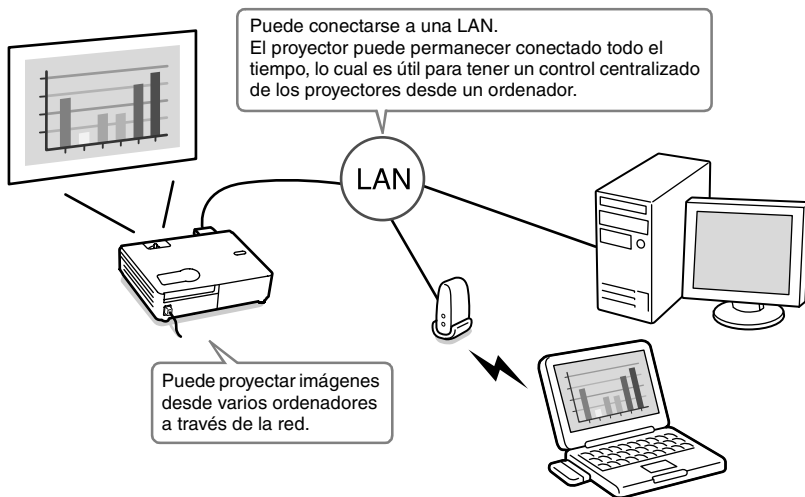 Puede conectarse a una LAN.
El proyector puede permanecer conectado todo el
tiempo, lo cual es útil para tener un control centralizado
de los proyectores desde un ordenador.
LAN
Puede proyectar imágenes
desde varios ordenadores
a través de la red.